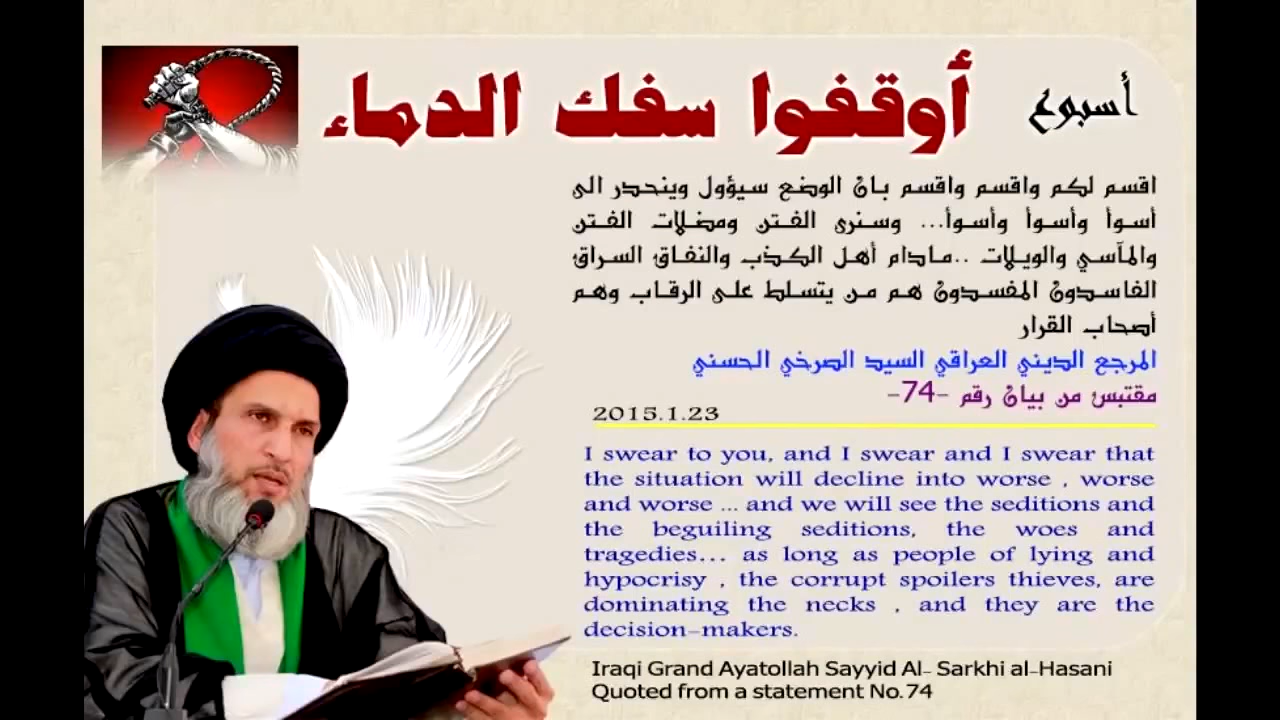 أسبوع أوقفوا سفك الدماء
اقسم لكم واقسم واقسم بان الوضع سيؤول وينحدر الى
أسوأ وأسوأ وأسوأ... وسنرى الفتن ومضلات الفتن
والمآسي والويلات ..مادام أهل الكذب والنفاق السراق
الفاسدون المفسدون هم من يتسلط على الرقاب وهم
أصحاب القرار
المرجع الديني العراقي السيد الصرخي الحسني
مقتبس من بيان رقم -74-
2015.1.23
I swear to you, and I swear and I swear that
the situation will decline into worse , worse
and worse ... and we will see the seditions and
the beguiling seditions, the woes and
tragedies... as long as people of lying and
hypocrisy , the corrupt spoilers thieves, are
dominating the necks , and they are the
decision-makers.
Iraqi Grand Ayatollah Sayyid Al- Sarkhi al-Hasani
Quoted from a statement No.74